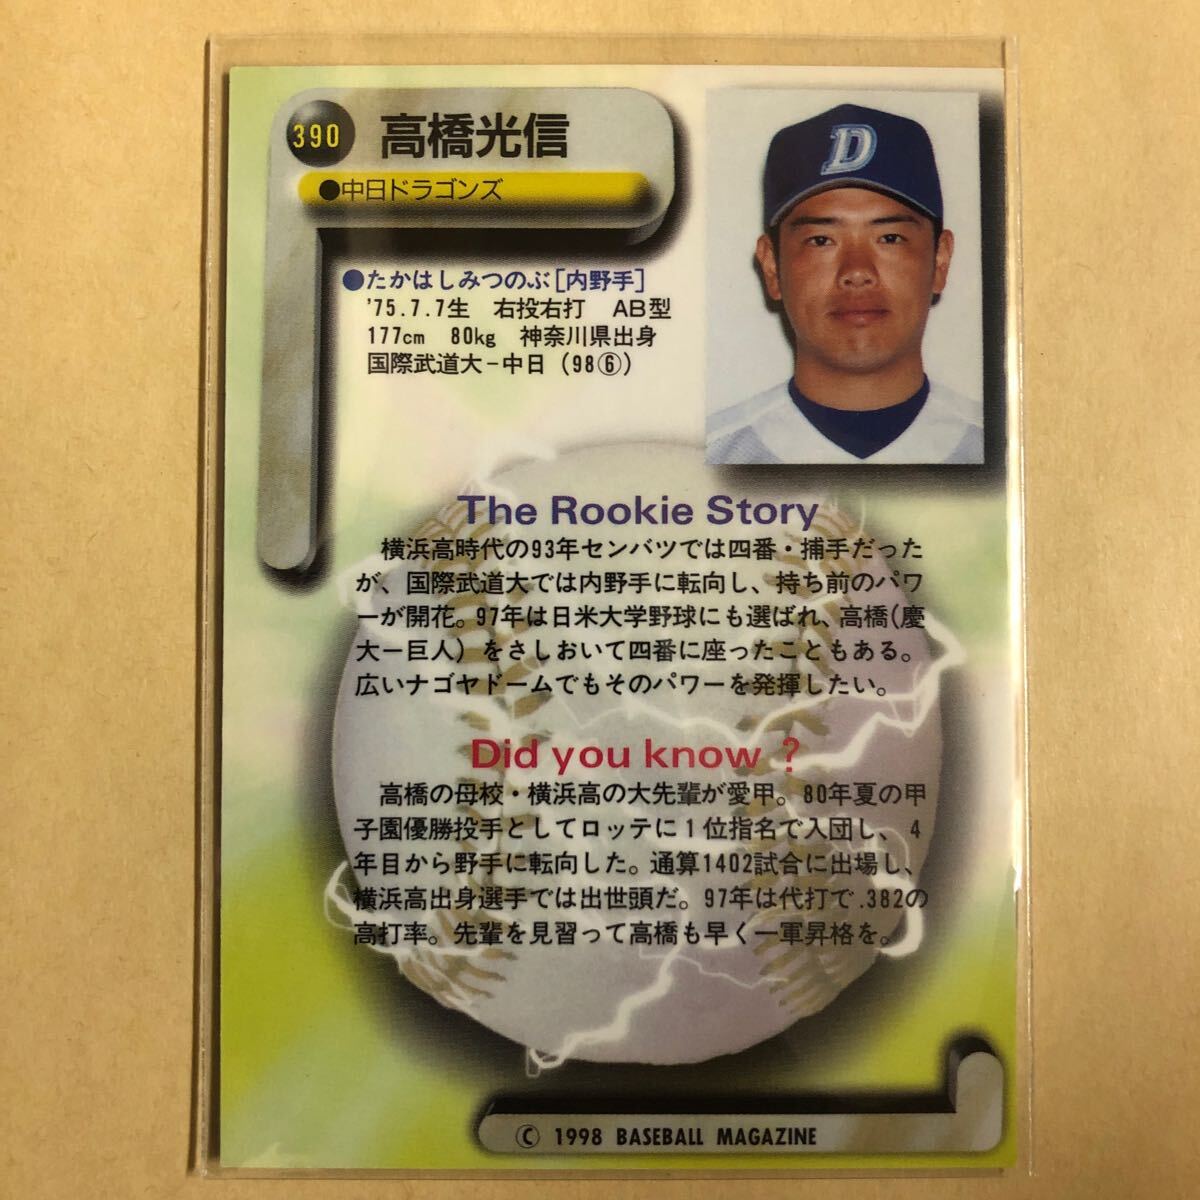 390
高橋光信
●中日ドラゴンズ
D
●たかはしみつのぶ[内野手]
'75.7.7生 右投右打 AB型
177cm 80kg 神奈川県出身
国際武道大−中日（98⑥）
The Rookie Story
横浜高時代の93年センバツでは四番・捕手だった
が、国際武道大では内野手に転向し、持ち前のパワ
ーが開花。97年は日米大学野球にも選ばれ、高橋(慶
大ー巨人）をさしおいて四番に座ったこともある。
広いナゴヤドームでもそのパワーを発揮したい。
Did you know ?
高橋の母校・横浜高の大先輩が愛甲。80年夏の甲
子園優勝投手としてロッテに１位指名で入団し、4
年目から野手に転向した。通算1402試合に出場し、
横浜高出身選手では出世頭だ。97年は代打で.382の
高打率。先輩を見習って高橋も早く一軍昇格を。
© 1998 BASEBALL MAGAZINE